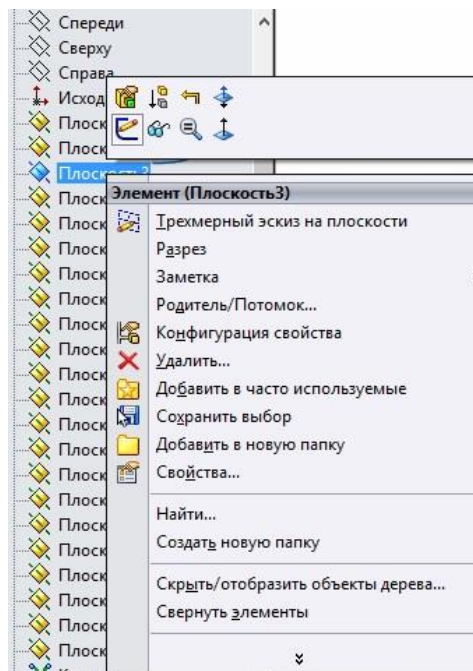 Спереди
Сверху
Справа
Исход
Плоск
Плоск
Плоскость3
Элемент (Плоскость3)
Плоск
Трехмерный эскиз на плоскости
Плоск
Разрез
Плоск
Заметка
Плоск
Родитель/Потомок...
Плоск
Конфигурация свойства
Плоск
Удалить...
Плоск
Добавить в часто используемые
Плоск
Сохранить выбор
Плоск
Добавить в новую папку
Плоск
Свойства...
Плоск
Плоск
Найти...
Плоск
Создать новую папку
Плоск
Плоск
Скрыть/отобразить объекты дерева...
Плоск
Свернуть элементы
Плоск
Плоск